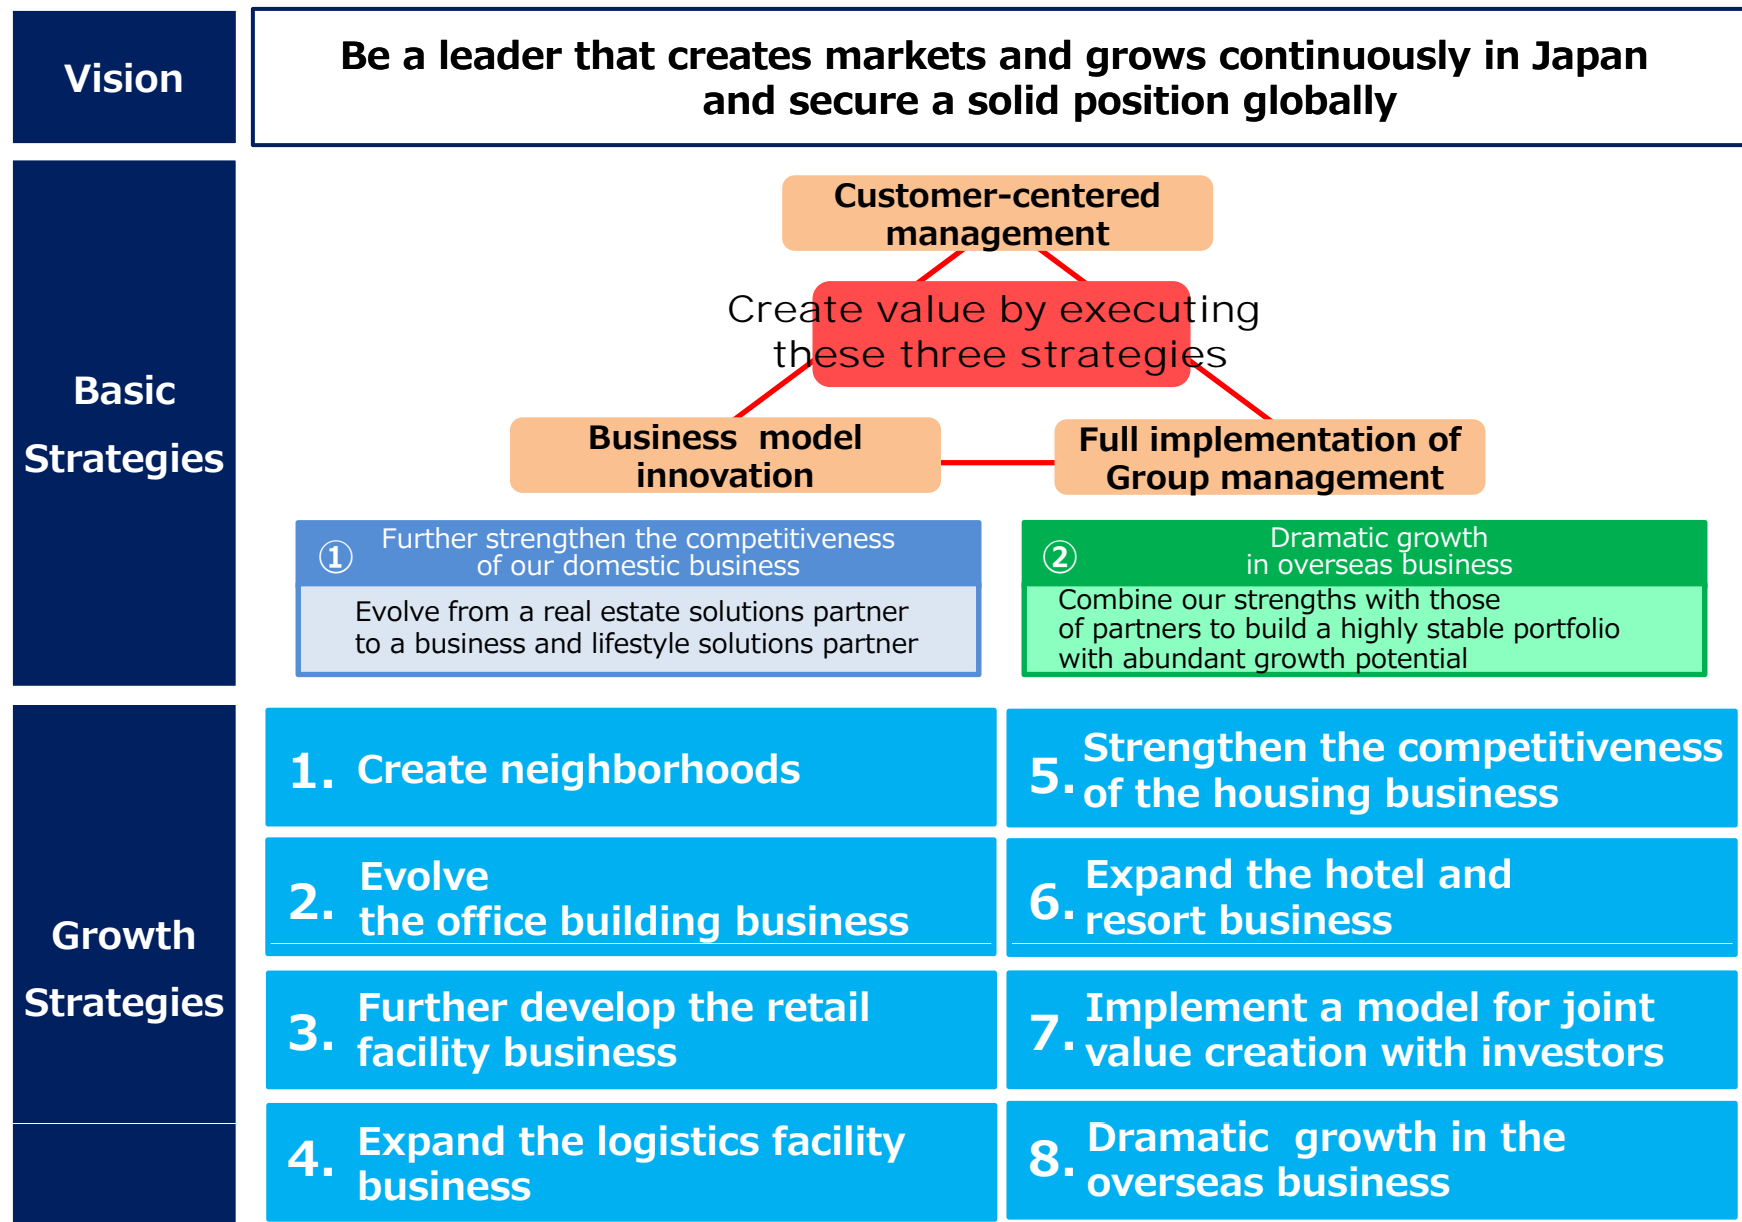 Vision
Be a leader that creates markets and grows continuously in Japan
and secure a solid position globally
Basic
Strategies
Customer-centered
management
Create value by executing
these three strategies
Business model
innovation
Full implementation of
Group management
①
Further strengthen the competitiveness
of our domestic business
Evolve from a real estate solutions partner
to a business and lifestyle solutions partner
②
Dramatic growth
in overseas business
Combine our strengths with those
of partners to build a highly stable portfolio
with abundant growth potential
Growth
Strategies
1. Create neighborhoods
2. Evolve
the office building business
3. Further develop the retail
facility business
4. Expand the logistics facility
business
5. Strengthen the competitiveness
of the housing business
6. Expand the hotel and
resort business
7. Implement a model for joint
value creation with investors
8. Dramatic growth in the
overseas business